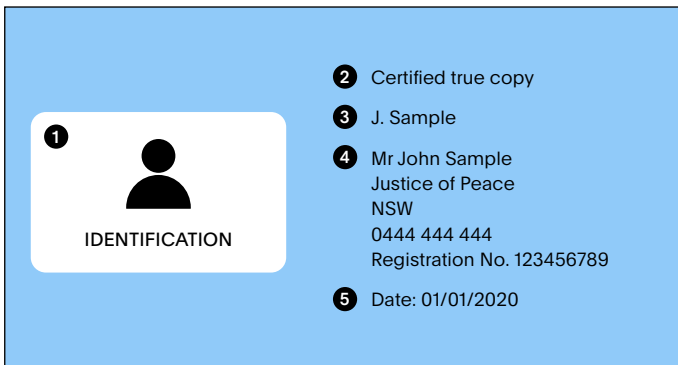 1
IDENTIFICATION
2 Certified true copy
3 J. Sample
4 Mr John Sample
Justice of Peace
NSW
0444 444 444
Registration No. 123456789
5 Date: 01/01/2020